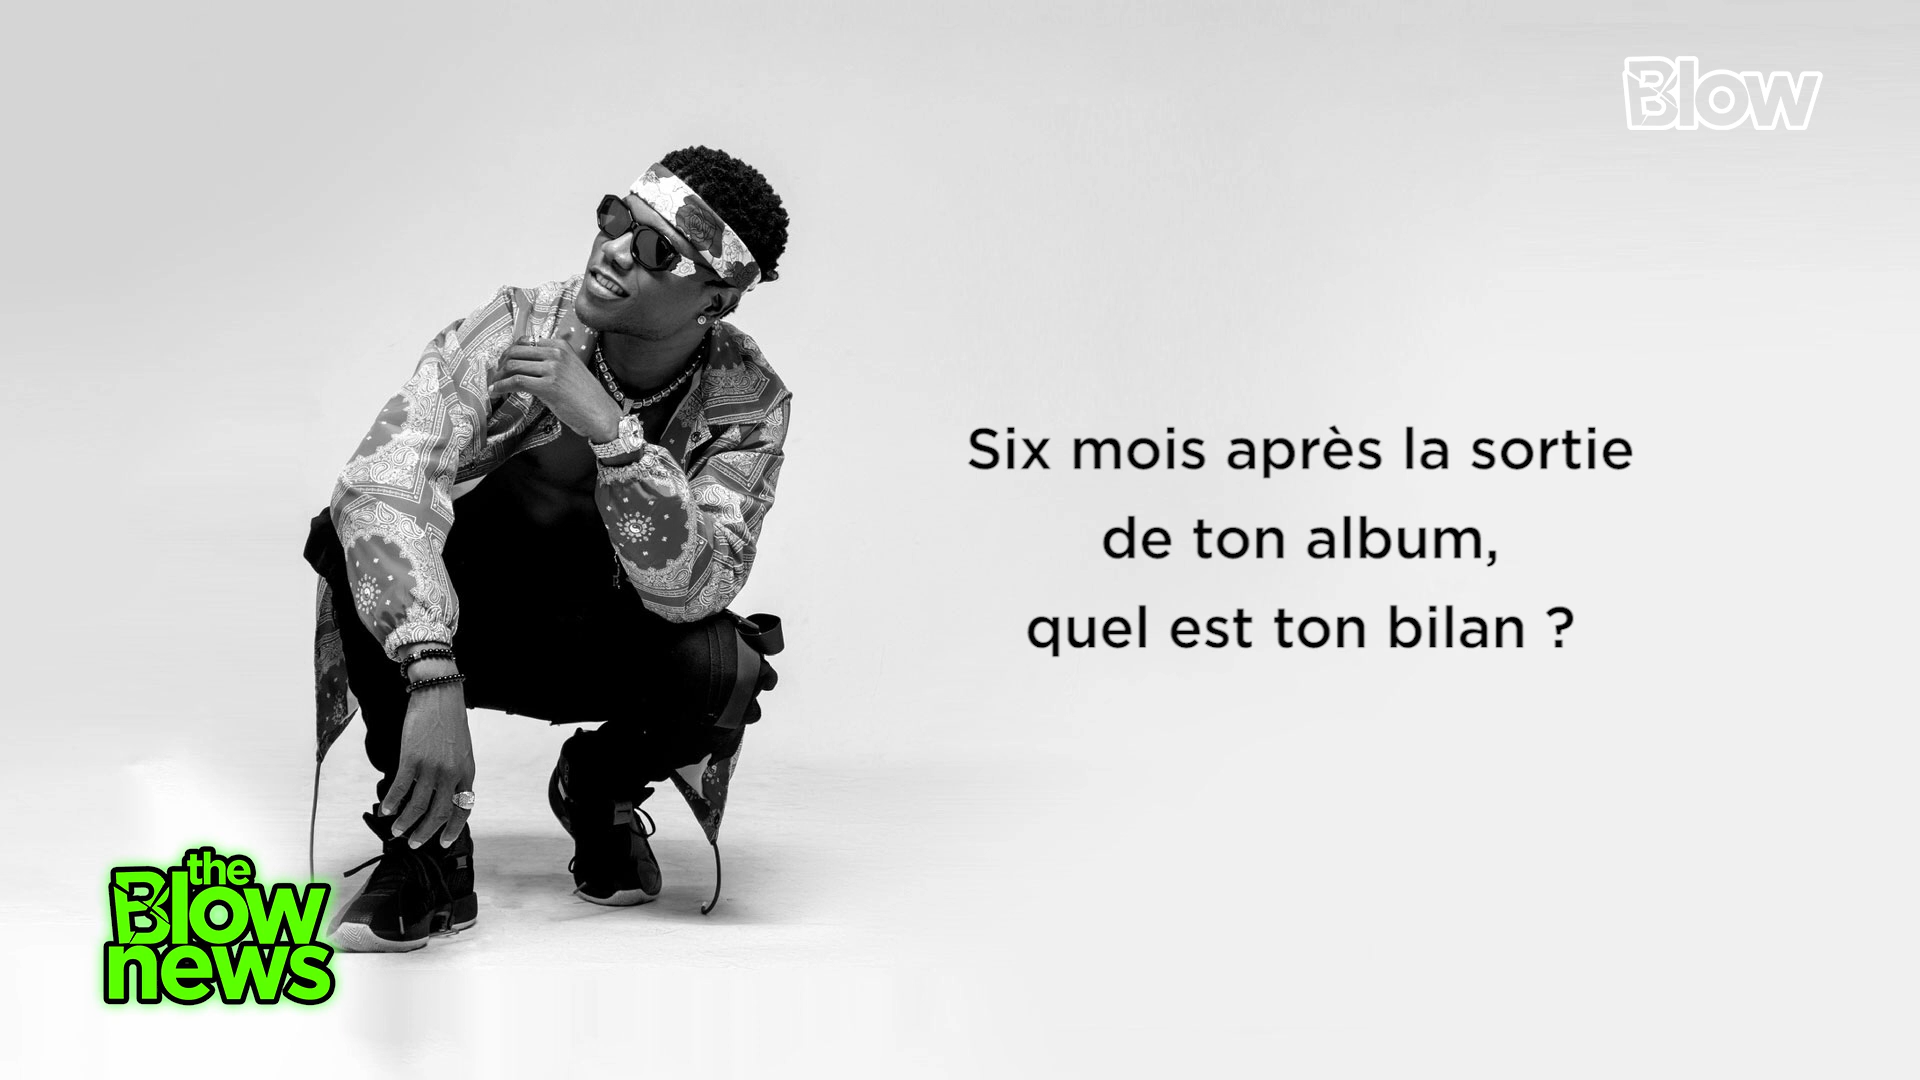 Blow
Six mois après la sortie
de ton album,
quel est ton bilan ?
the
Blow
news